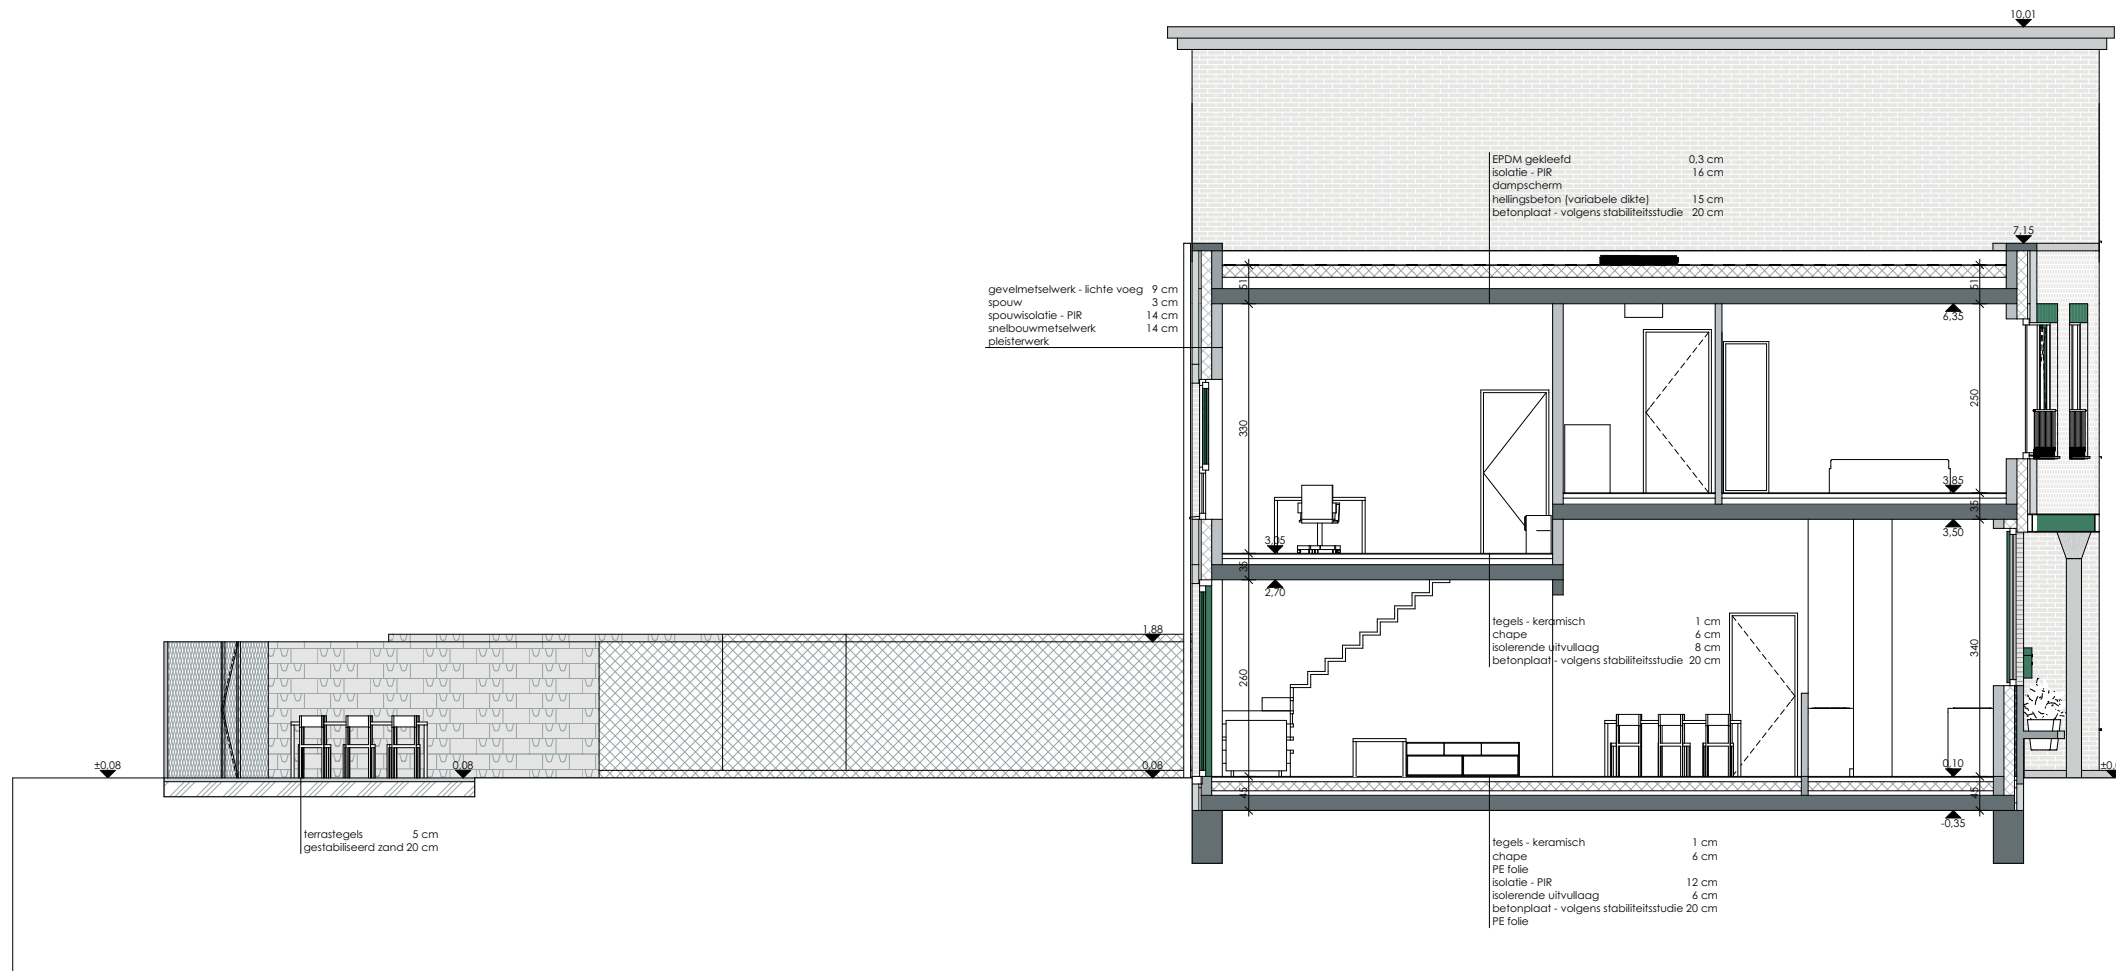 10,01
EPDM gekleefd 0,3 cm
isolatie - PIR 16 cm
dampscherm
hellingsbeton (variabele dikte) 15 cm
betonplaat - volgens stabiliteitsstudie 20 cm
7,15
gevelmetselwerk - lichte voeg 9 cm
spouw 3 cm
spouwisolatie - PIR 14 cm
snelbouwmetselwerk 14 cm
pleisterwerk
51
51
6,35
330
250
3,85
35
3,50
3,05
35
2,70
tegels - keramisch 1 cm
chape 6 cm
isolerende uitvullaag 8 cm
betonplaat - volgens stabiliteitsstudie 20 cm
1,88
260
340
±0,08
0,08
0,08
0,10
45
45
-0,35
terrastegels 5 cm
gestabiliseerd zand 20 cm
tegels - keramisch 1 cm
chape 6 cm
PE folie
isolatie - PIR 12 cm
isolerende uitvullaag 6 cm
betonplaat - volgens stabiliteitsstudie 20 cm
PE folie